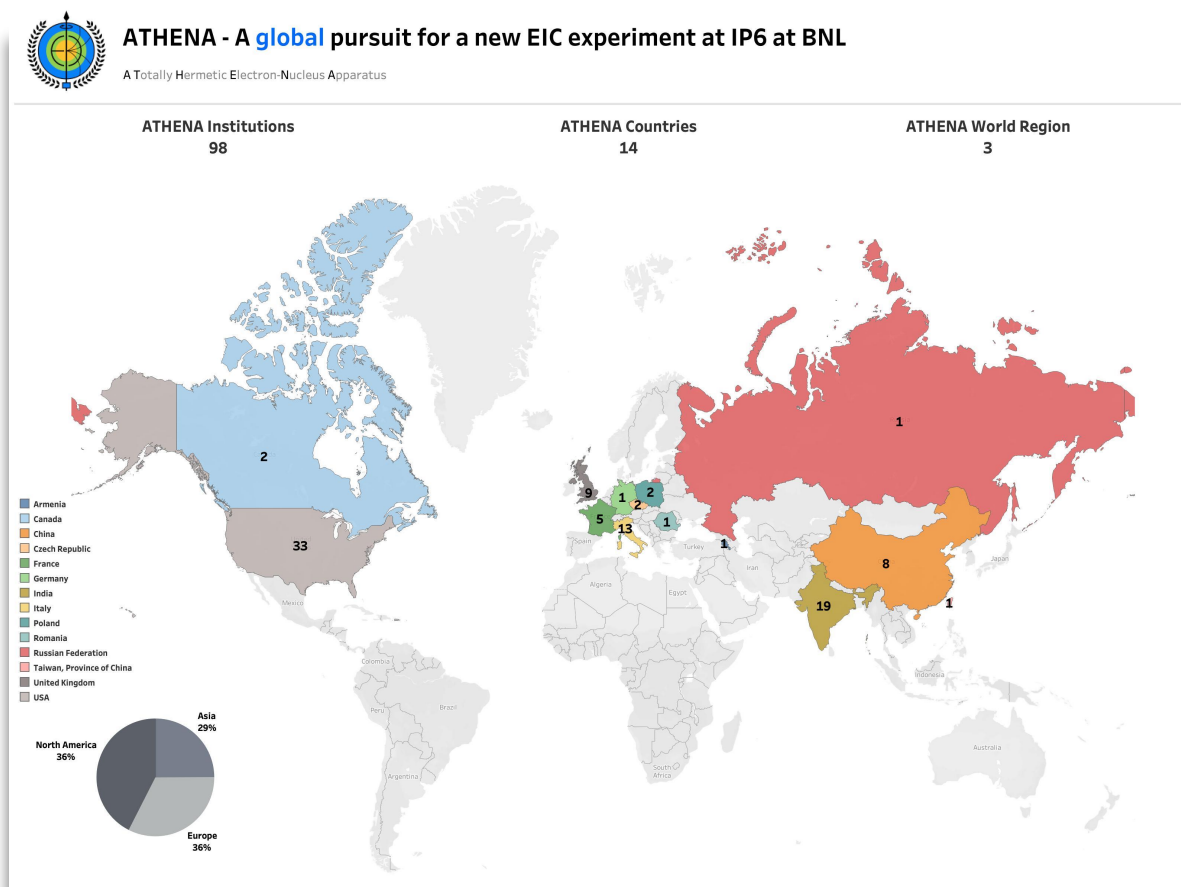 ATHENA - A global pursuit for a new EIC experiment at IP6 at BNL
A Totally Hermetic Electron-Nucleus Apparatus
ATHENA Institutions
98
ATHENA Countries
14
ATHENA World Region
3
1
2
9
1
2
2
5
13
1
33
1
8
19
1
Spain
Turkey
Iran
Japan
Algeria
Egypt
Mexico
Colombia
Peru
Brazil
Argentina
South
Africa
Indonesia
Australia
Armenia
Canada
China
Czech Republic
France
Germany
India
Italy
Poland
Romania
Russian Federation
Taiwan, Province of China
United Kingdom
USA
Asia
29%
North America
36%
Europe
36%